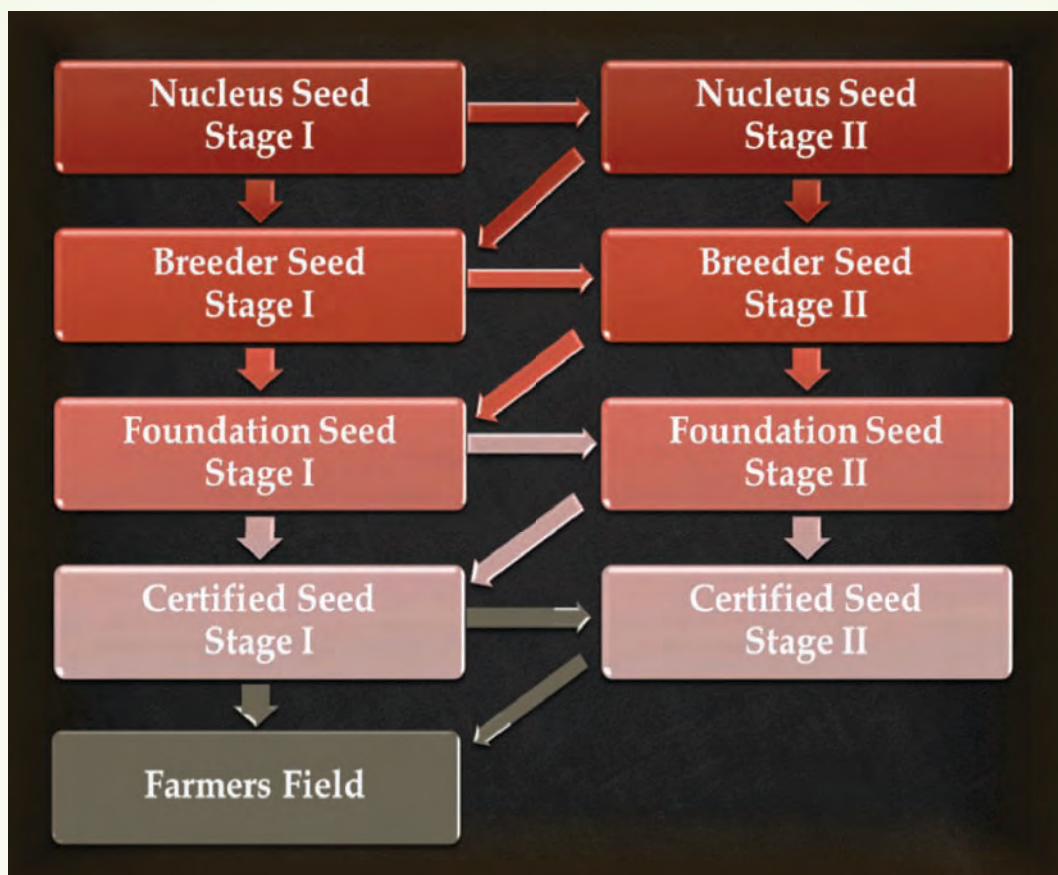 Nucleus Seed
Stage I
Nucleus Seed
Stage II
Breeder Seed
Stage I
Breeder Seed
Stage II
Foundation Seed
Stage I
Foundation Seed
Stage II
Certified Seed
Stage I
Certified Seed
Stage II
Farmers Field